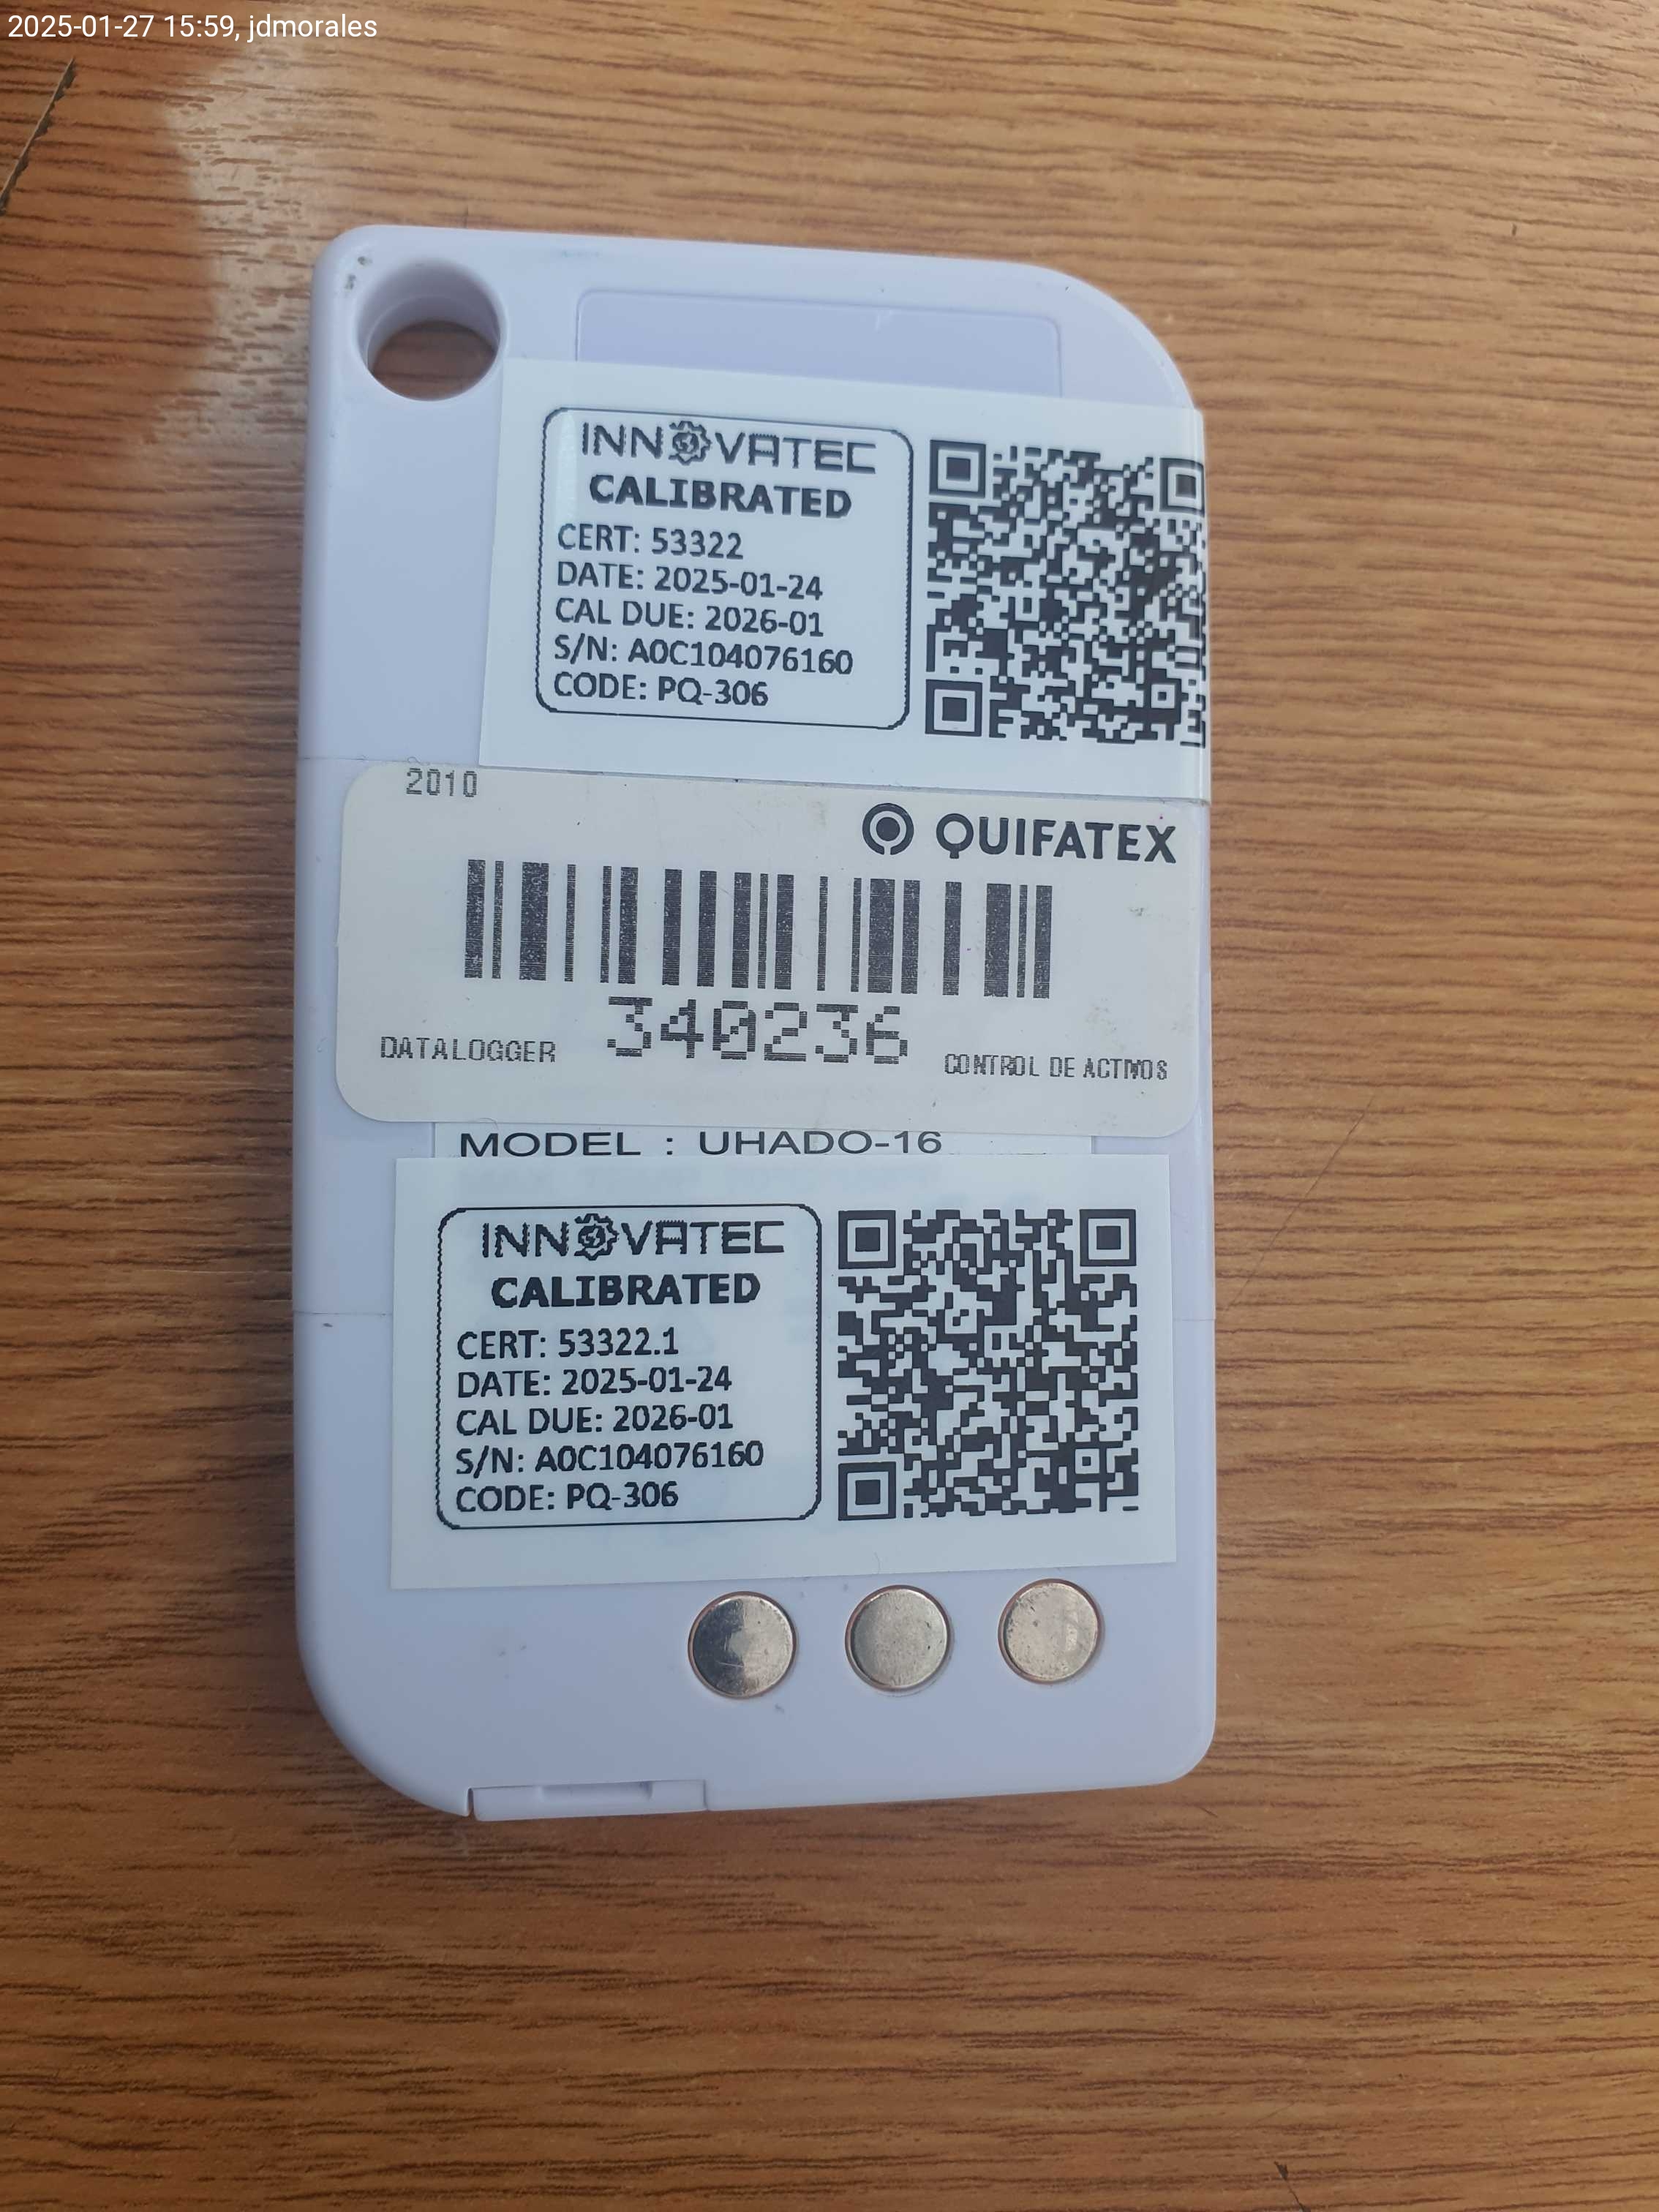 2025-01-27 15:59, jdmorales
INNOVATEC
CALIBRATED
CERT: 53322
DATE: 2025-01-24
CAL DUE: 2026-01
S/N: A0C104076160
CODE: PQ-306
2010
QUIFATEX
340236
DATALOGGER
CONTROL DE ACTIVOS
MODEL : UHADO-16
INNOVATEC
CALIBRATED
CERT: 53322.1
DATE: 2025-01-24
CAL DUE: 2026-01
S/N: A0C104076160
CODE: PQ-306